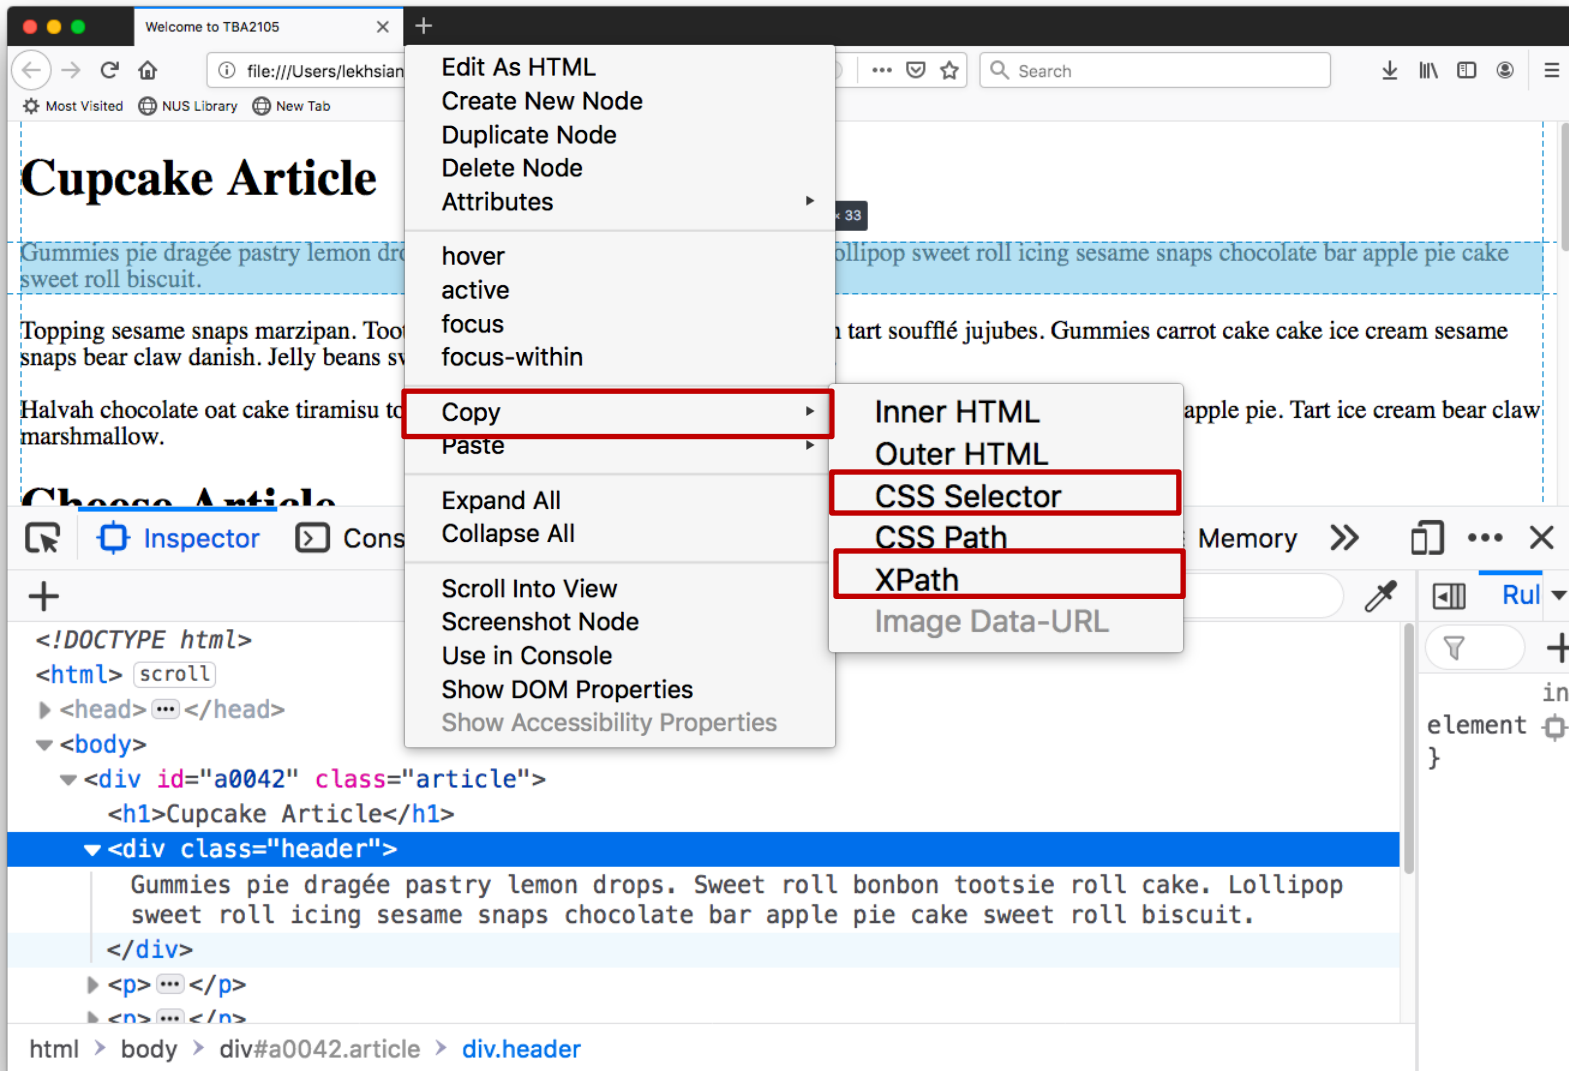 Welcome to TBA2105
file:///Users/lekhsian
Search
Most Visited
NUS Library
New Tab
Cupcake Article
Gummies pie dragée pastry lemon
ollipop sweet roll icing sesame snaps chocolate bar apple pie cake
sweet roll biscuit.
Topping sesame snaps marzipan.
tart soufflé jujubes. Gummies carrot cake cake ice cream sesame
snaps bear claw danish. Jelly beans
Halvah chocolate oat cake tiramisu
apple pie. Tart ice cream bear claw
marshmallow.
Cheese Article
× 33
Edit As HTML
Create New Node
Duplicate Node
Delete Node
Attributes
hover
active
focus
focus-within
Copy
Paste
Expand All
Collapse All
Scroll Into View
Screenshot Node
Use in Console
Show DOM Properties
Show Accessibility Properties
Inner HTML
Outer HTML
CSS Selector
CSS Path
XPath
Image Data-URL
Inspector
Cons
Memory
Rul
in
element
}
<!DOCTYPE html>
<html> scroll
<head> ••• </head>
<body>
<div id="a0042" class="article">
<h1>Cupcake Article</h1>
<div class="header">
Gummies pie dragée pastry lemon drops. Sweet roll bonbon tootsie roll cake. Lollipop
sweet roll icing sesame snaps chocolate bar apple pie cake sweet roll biscuit.
</div>
<p> ••• </p>
<p> ••• </p>
html > body > div#a0042.article > div.header